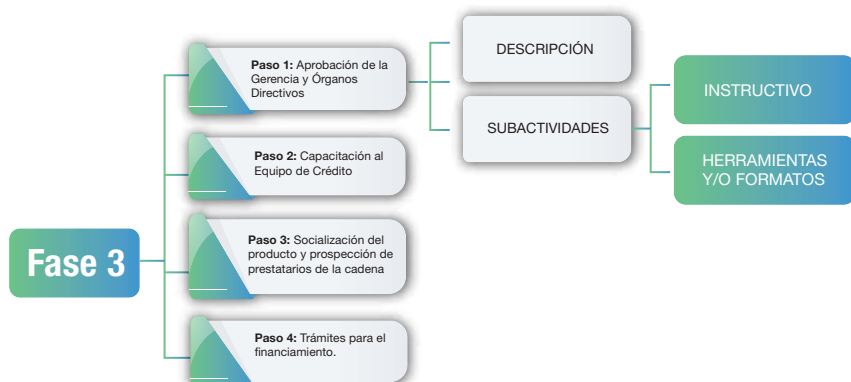 Fase 3
Paso 1: Aprobación de la
Gerencia y Órganos
Directivos
Paso 2: Capacitación al
Equipo de Crédito
Paso 3: Socialización del
producto y prospección de
prestatarios de la cadena
Paso 4: Trámites para el
financiamiento.
DESCRIPCIÓN
SUBACTIVIDADES
INSTRUCTIVO
HERRAMIENTAS
Y/O FORMATOS